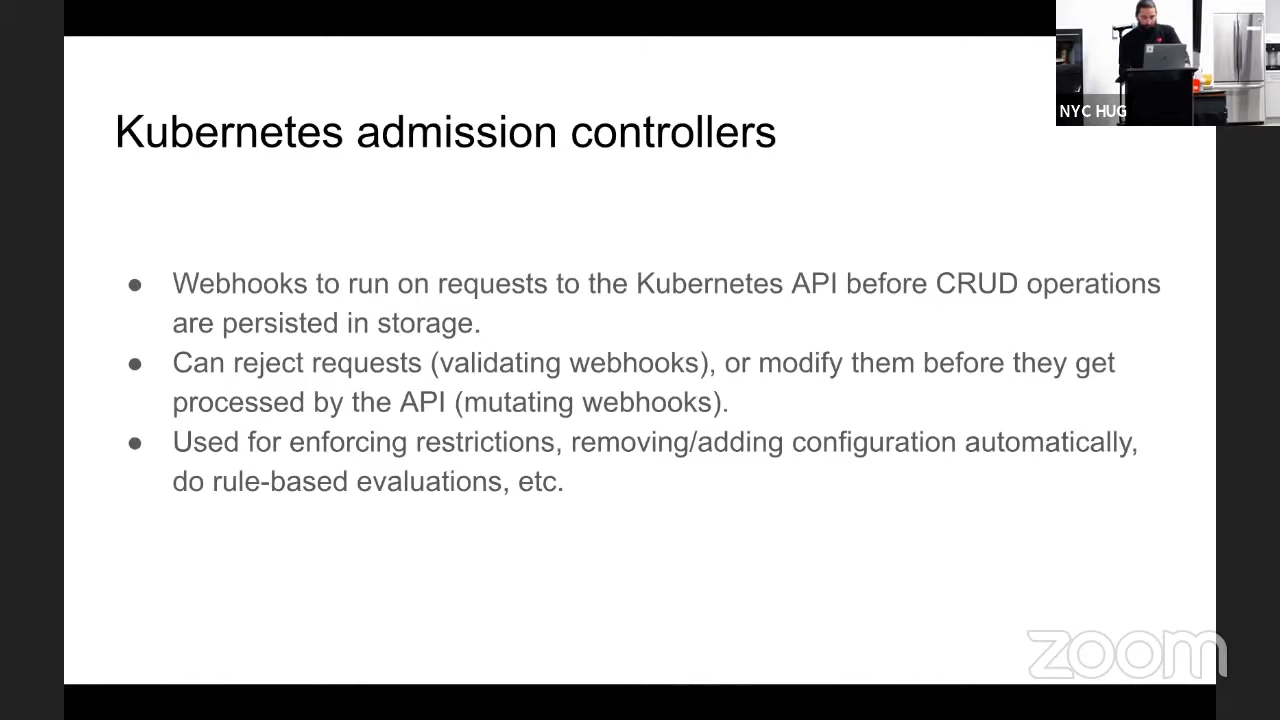 NYC HUG
Kubernetes admission controllers
● Webhooks to run on requests to the Kubernetes API before CRUD operations
are persisted in storage.
● Can reject requests (validating webhooks), or modify them before they get
processed by the API (mutating webhooks).
● Used for enforcing restrictions, removing/adding configuration automatically,
do rule-based evaluations, etc.
zoom